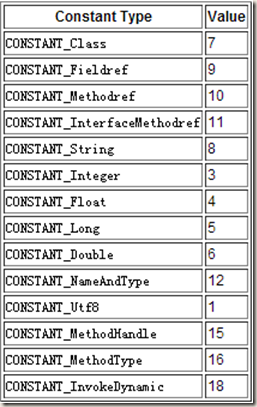 Constant Type Value
CONSTANT_Class 7
CONSTANT_Fieldref 9
CONSTANT_Methodref 10
CONSTANT_InterfaceMethodref 11
CONSTANT_String 8
CONSTANT_Integer 3
CONSTANT_Float 4
CONSTANT_Long 5
CONSTANT_Double 6
CONSTANT_NameAndType 12
CONSTANT_Utf8 1
CONSTANT_MethodHandle 15
CONSTANT_MethodType 16
CONSTANT_InvokeDynamic 18